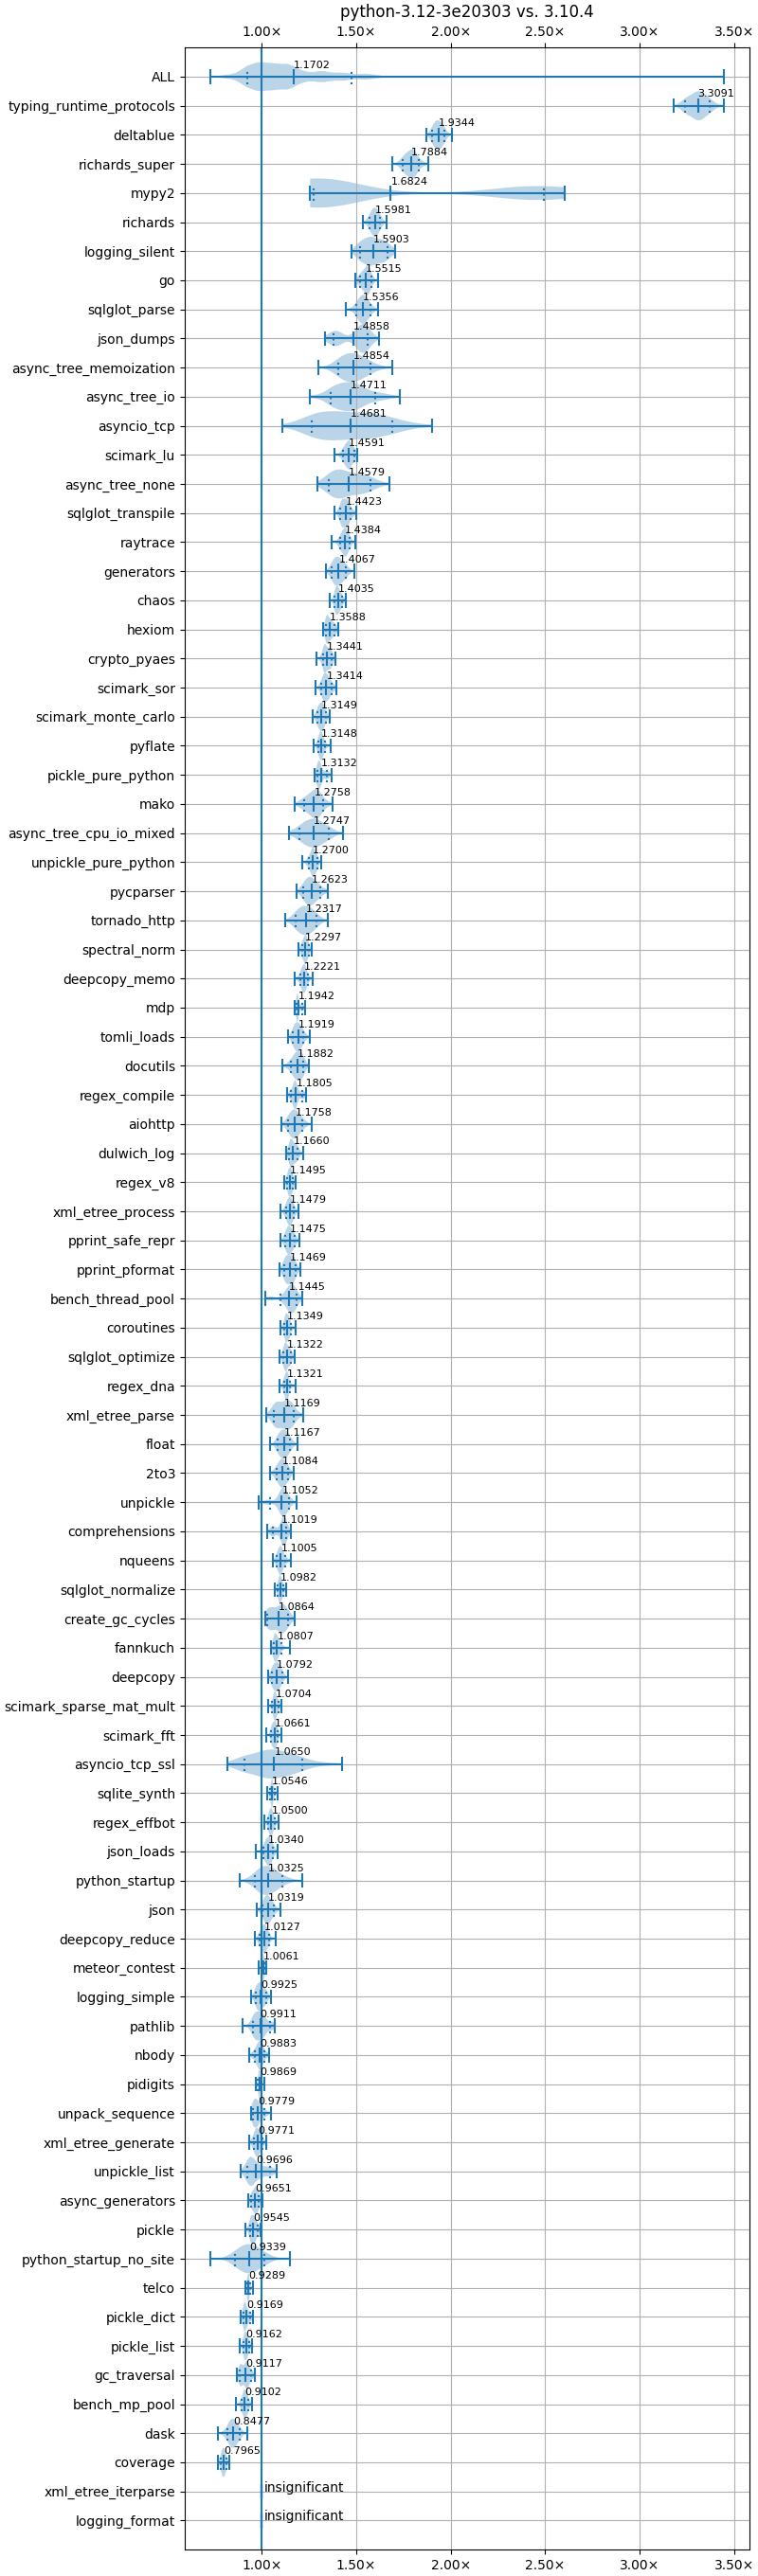 python-3.12-3e20303 vs. 3.10.4
1.00× 1.50× 2.00× 2.50× 3.00× 3.50×
ALL 1.1702
typing_runtime_protocols 3.3091
deltablue 1.9344
richards_super 1.7884
mypy2 1.6824
richards 1.5981
logging_silent 1.5903
go 1.5515
sqlglot_parse 1.5356
json_dumps 1.4858
async_tree_memoization 1.4854
async_tree_io 1.4711
asyncio_tcp 1.4681
scimark_lu 1.4591
async_tree_none 1.4579
sqlglot_transpile 1.4423
raytrace 1.4384
generators 1.4067
chaos 1.4035
hexiom 1.3588
crypto_pyaes 1.3441
scimark_sor 1.3414
scimark_monte_carlo 1.3149
pyflate 1.3148
pickle_pure_python 1.3132
mako 1.2758
async_tree_cpu_io_mixed 1.2747
unpickle_pure_python 1.2700
pycparser 1.2623
tornado_http 1.2317
spectral_norm 1.2297
deepcopy_memo 1.2221
mdp 1.1942
tomli_loads 1.1919
docutils 1.1882
regex_compile 1.1805
aiohttp 1.1758
dulwich_log 1.1660
regex_v8 1.1495
xml_etree_process 1.1479
pprint_safe_repr 1.1475
pprint_pformat 1.1469
bench_thread_pool 1.1445
coroutines 1.1349
sqlglot_optimize 1.1322
regex_dna 1.1321
xml_etree_parse 1.1169
float 1.1167
2to3 1.1084
unpickle 1.1052
comprehensions 1.1019
nqueens 1.1005
sqlglot_normalize 1.0982
create_gc_cycles 1.0864
fannkuch 1.0807
deepcopy 1.0792
scimark_sparse_mat_mult 1.0704
scimark_fft 1.0661
asyncio_tcp_ssl 1.0650
sqlite_synth 1.0546
regex_effbot 1.0500
json_loads 1.0340
python_startup 1.0325
json 1.0319
deepcopy_reduce 1.0127
meteor_contest 1.0061
logging_simple 0.9925
pathlib 0.9911
nbody 0.9883
pidigits 0.9869
unpack_sequence 0.9779
xml_etree_generate 0.9771
unpickle_list 0.9696
async_generators 0.9651
pickle 0.9545
python_startup_no_site 0.9339
telco 0.9289
pickle_dict 0.9169
pickle_list 0.9162
gc_traversal 0.9117
bench_mp_pool 0.9102
dask 0.8477
coverage 0.7965
xml_etree_iterparse insignificant
logging_format insignificant
1.00× 1.50× 2.00× 2.50× 3.00× 3.50×